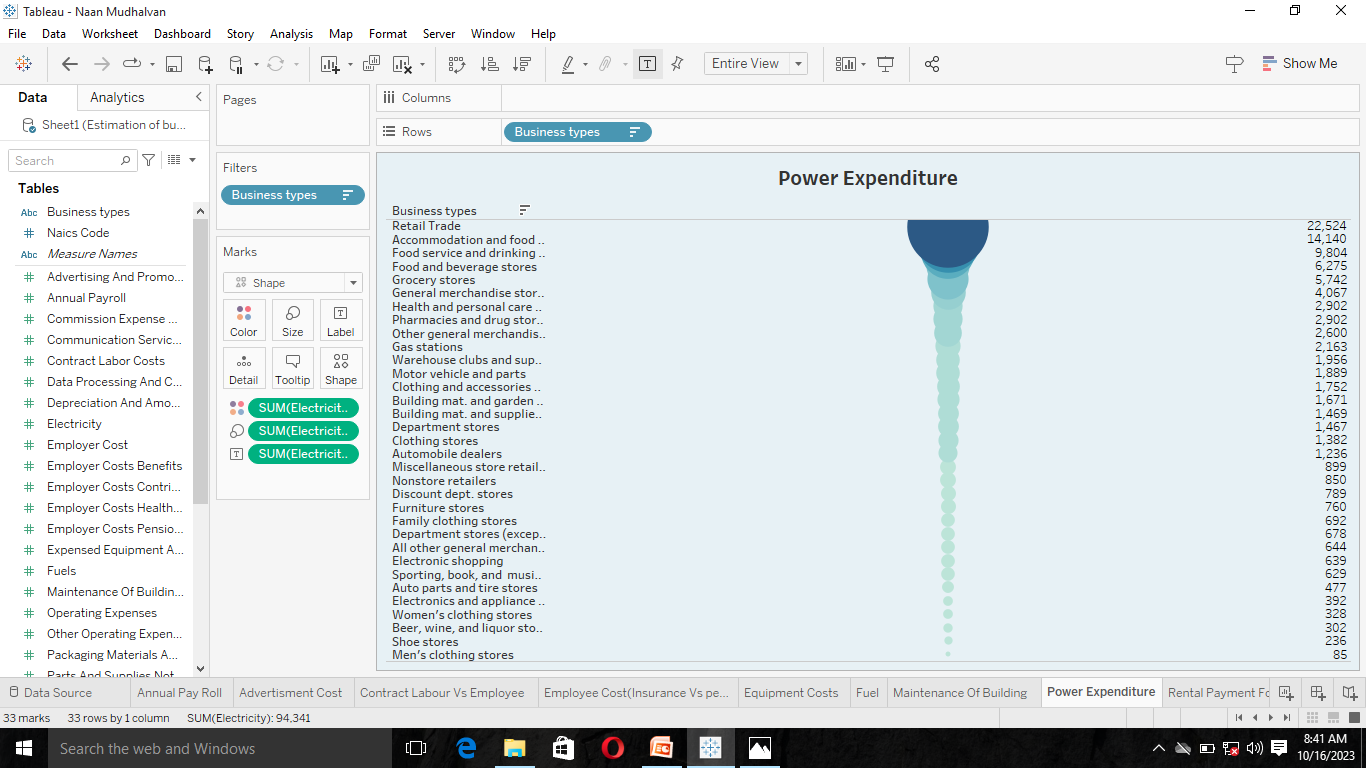 Tableau - Naan Mudhalvan
File Data Worksheet Dashboard Story Analysis Map Format Server Window Help
Entire View
Show Me
Data Analytics
Sheet1 (Estimation of bu...
Search
Tables
Abc Business types
# Naics Code
Abc Measure Names
# Advertising And Promo...
# Annual Payroll
# Commission Expense ...
# Communication Servic...
# Contract Labor Costs
# Data Processing And C...
# Depreciation And Amo...
# Electricity
# Employer Cost
# Employer Costs Benefits
# Employer Costs Contri...
# Employer Costs Health...
# Employer Costs Pensio...
# Expensed Equipment A...
# Fuels
# Maintenance Of Buildin...
# Operating Expenses
# Other Operating Expen...
# Packaging Materials A...
# Parts And Supplies Not
Pages
Filters
Business types
Marks
Shape
Color Size Label
Detail Tooltip Shape
SUM(Electricit..
SUM(Electricit..
SUM(Electricit..
Columns
Rows
Business types
Power Expenditure
Business types
Retail Trade 22,524
Accommodation and food .. 14,140
Food service and drinking .. 9,804
Food and beverage stores 6,275
Grocery stores 5,742
General merchandise stor.. 4,067
Health and personal care .. 2,902
Pharmacies and drug stor.. 2,902
Other general merchandis.. 2,600
Gas stations 2,163
Warehouse clubs and sup.. 1,956
Motor vehicle and parts 1,889
Clothing and accessories .. 1,752
Building mat. and garden .. 1,671
Building mat. and supplie.. 1,469
Department stores 1,467
Clothing stores 1,382
Automobile dealers 1,236
Miscellaneous store retail.. 899
Nonstore retailers 850
Discount dept. stores 789
Furniture stores 760
Family clothing stores 692
Department stores (excep.. 678
All other general merchan.. 644
Electronic shopping 639
Sporting, book, and musi.. 629
Auto parts and tire stores 477
Electronics and appliance .. 392
Women's clothing stores 328
Beer, wine, and liquor sto.. 302
Shoe stores 236
Men's clothing stores 85
Data Source Annual Pay Roll Advertisment Cost Contract Labour Vs Employee Employee Cost(Insurance Vs pe... Equipment Costs Fuel Maintenance Of Building Power Expenditure Rental Payment Fo
33 marks 33 rows by 1 column SUM(Electricity): 94,341
Search the web and Windows
8:41 AM
10/16/2023